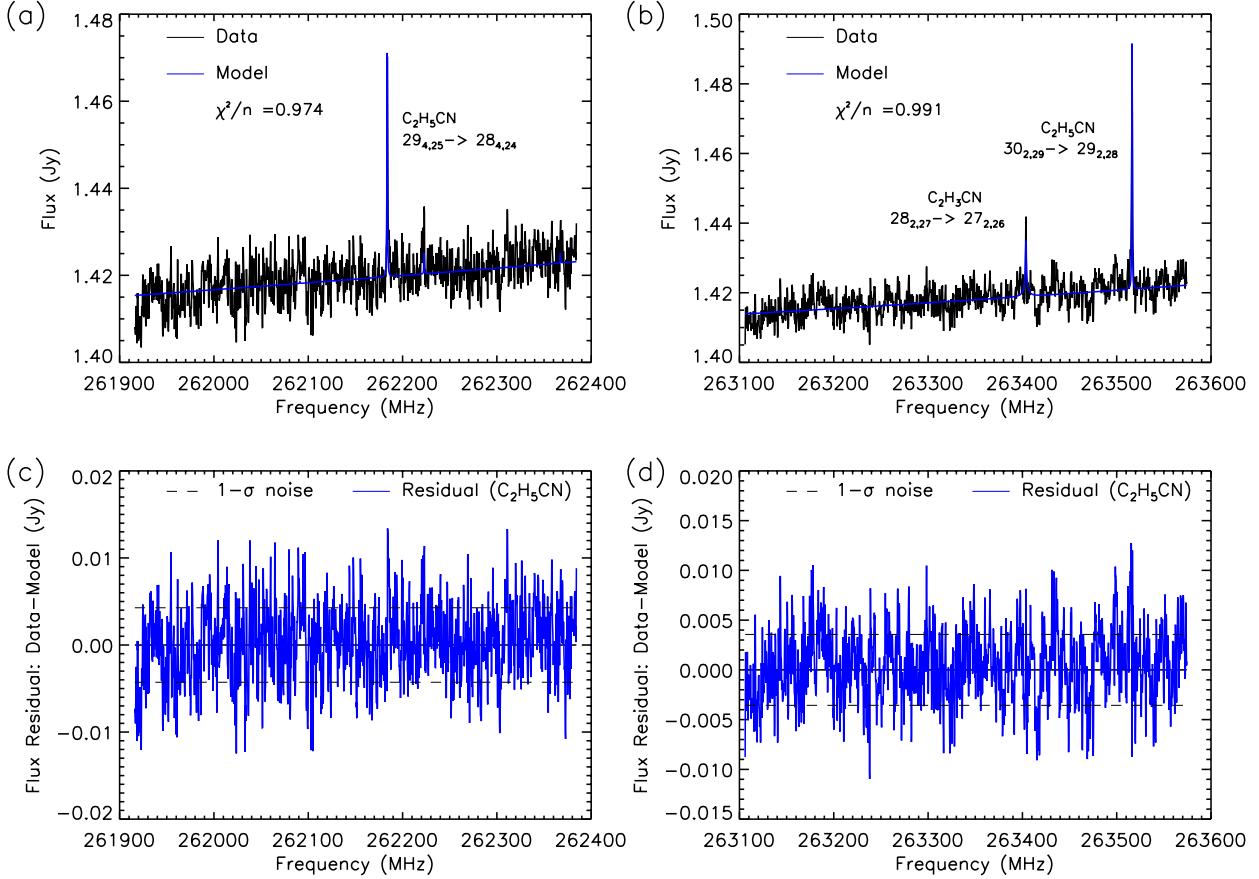 (a)
1.48
1.46
1.44
1.42
1.40
Flux (Jy)
Data
Model
χ²/n =0.974
C₂H₅CN
29₄,₂₅−> 28₄,₂₄
261900 262000 262100 262200 262300 262400
Frequency (MHz)
(b)
1.50
1.48
1.46
1.44
1.42
1.40
Flux (Jy)
Data
Model
χ²/n =0.991
C₂H₅CN
30₂,₂₉−> 29₂,₂₈
C₂H₃CN
28₂,₂₇−> 27₂,₂₆
263100 263200 263300 263400 263500 263600
Frequency (MHz)
(c)
0.02
0.01
0.00
−0.01
−0.02
Flux Residual: Data−Model (Jy)
1−σ noise
Residual (C₂H₅CN)
261900 262000 262100 262200 262300 262400
Frequency (MHz)
(d)
0.020
0.015
0.010
0.005
0.000
−0.005
−0.010
−0.015
Flux Residual: Data−Model (Jy)
1−σ noise
Residual (C₂H₅CN)
263100 263200 263300 263400 263500 263600
Frequency (MHz)